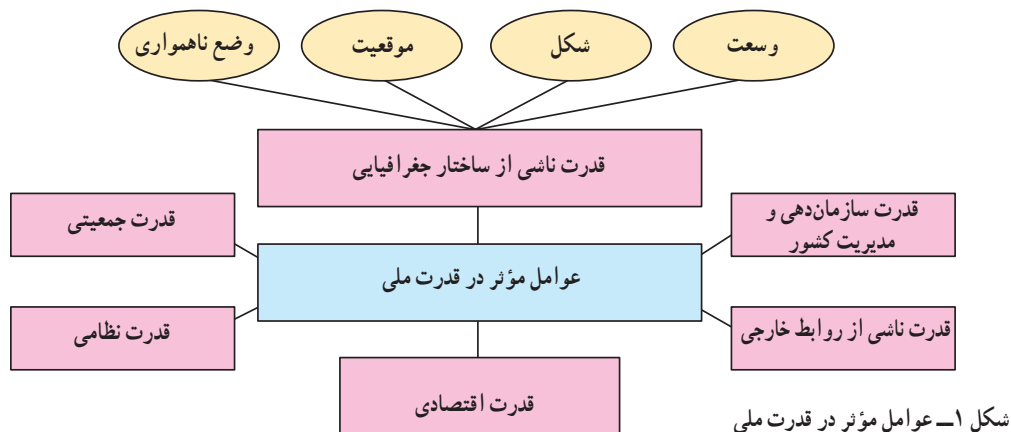 وسعت
شکل
موقعیت
وضع ناهمواری
قدرت ناشی از ساختار جغرافیایی
قدرت سازمان‌دهی و
مدیریت کشور
قدرت جمعیتی
عوامل مؤثر در قدرت ملی
قدرت ناشی از روابط خارجی
قدرت نظامی
قدرت اقتصادی
شکل ۱ــ عوامل مؤثر در قدرت ملی